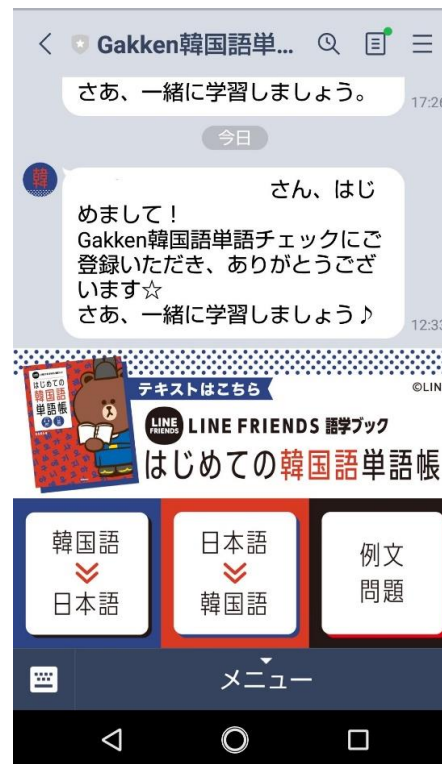 Gakken韓国語単...
さあ、一緒に学習しましょう。
17:26
今日
韓
さん、はじ
めまして！
Gakken韓国語単語チェックにご
登録いただき、ありがとうござ
います☆
さあ、一緒に学習しましょう♪
12:33
はじめての
韓国語
単語帳
テキストはこちら
©LIN
LINE FRIENDS
LINE FRIENDS 語学ブック
はじめての韓国語単語帳
韓国語
日本語
日本語
韓国語
例文
問題
メニュー